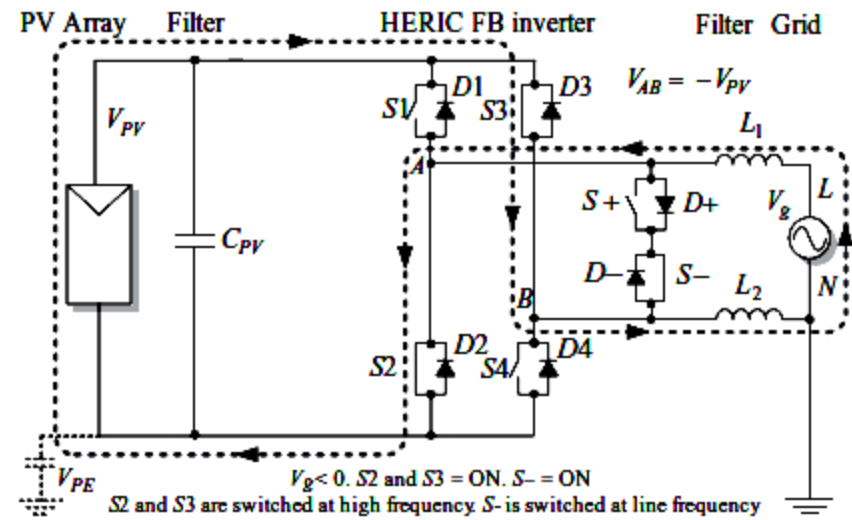 PV Array Filter HERIC FB inverter Filter Grid
D1 D3 V_AB = −V_PV
S1 S3
V_PV L₁
A
S+ D+ V_g L
C_PV
D− S− L₂ N
B
D2 D4
S2 S4
V_PE
V_g< 0. S2 and S3 = ON. S− = ON
S2 and S3 are switched at high frequency. S- is switched at line frequency